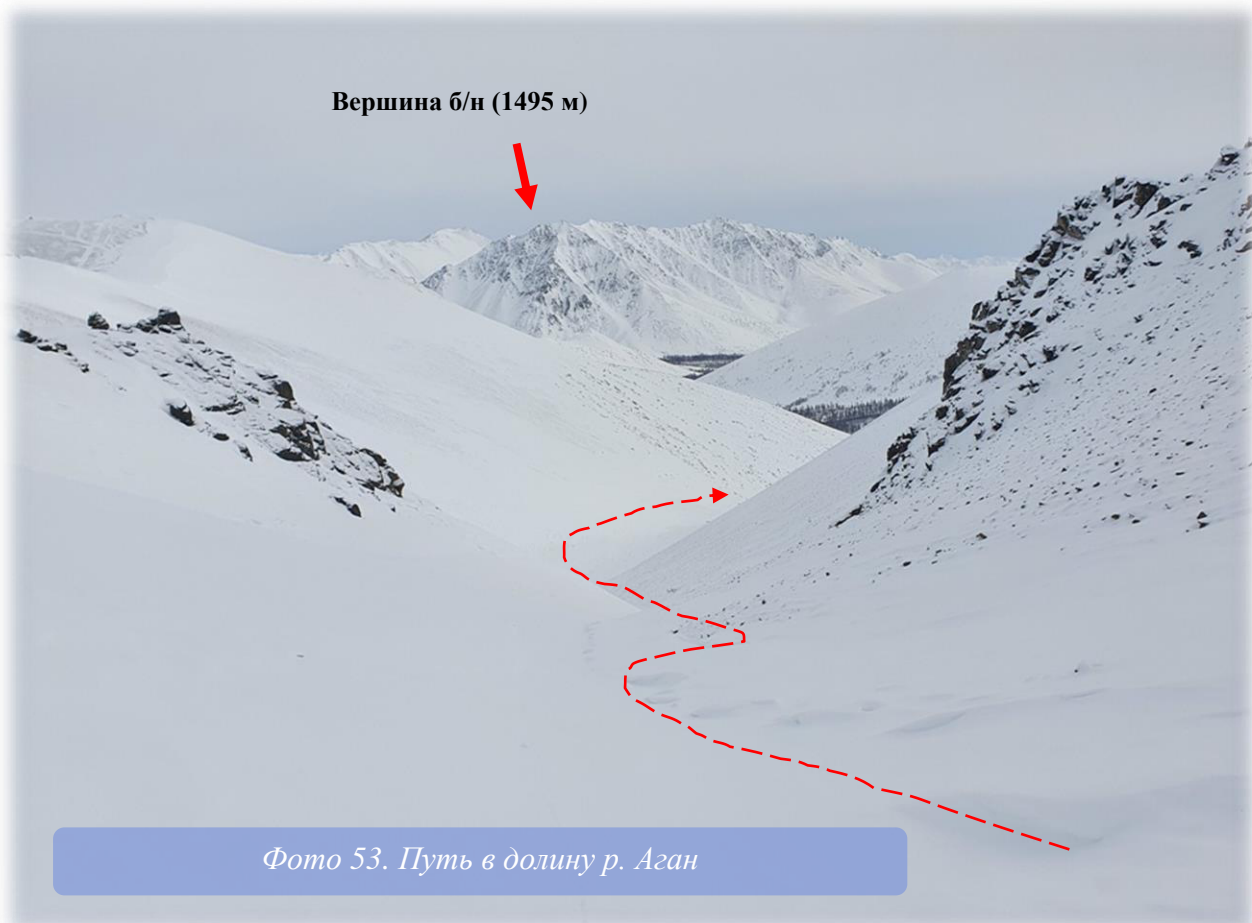 Вершина б/н (1495 м)
Фото 53. Путь в долину р. Аган